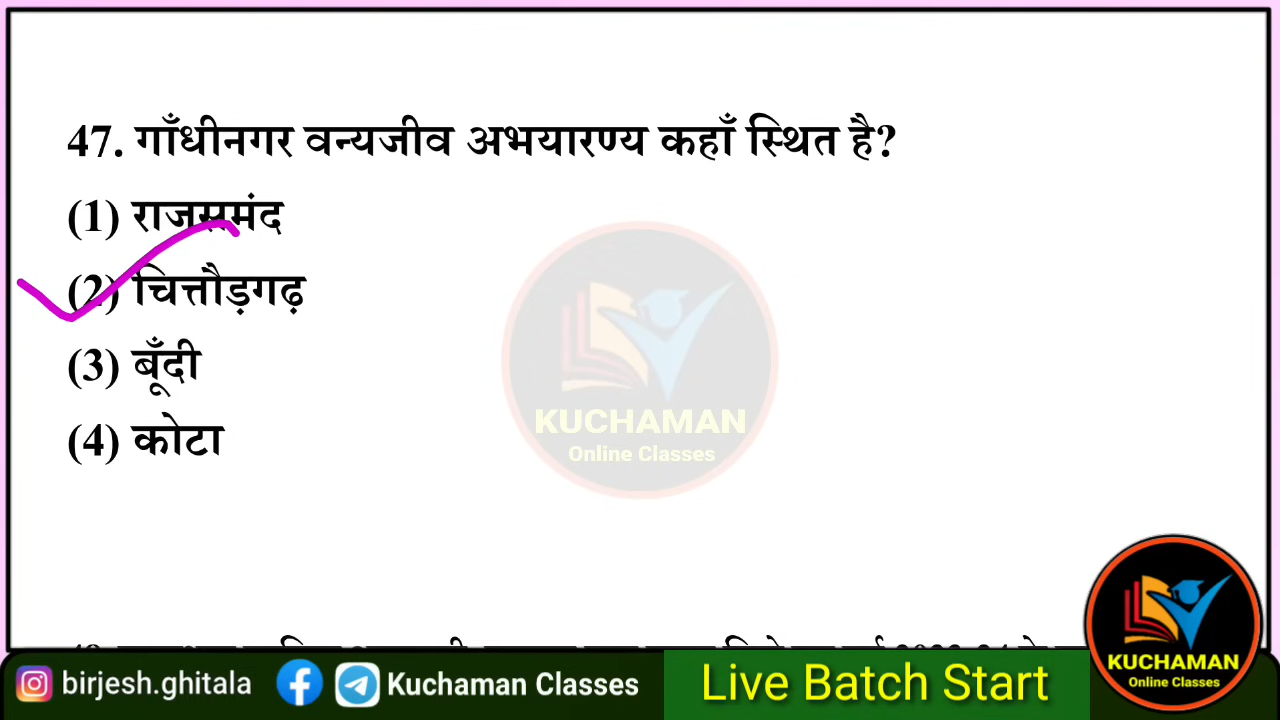 47. गाँधीनगर वन्यजीव अभयारण्य कहाँ स्थित है?
(1) राजसमंद
(2) चित्तौड़गढ़
(3) बूँदी
(4) कोटा
KUCHAMAN
Online Classes
birjesh.ghitala
Kuchaman Classes
Live Batch Start
KUCHAMAN
Online Classes